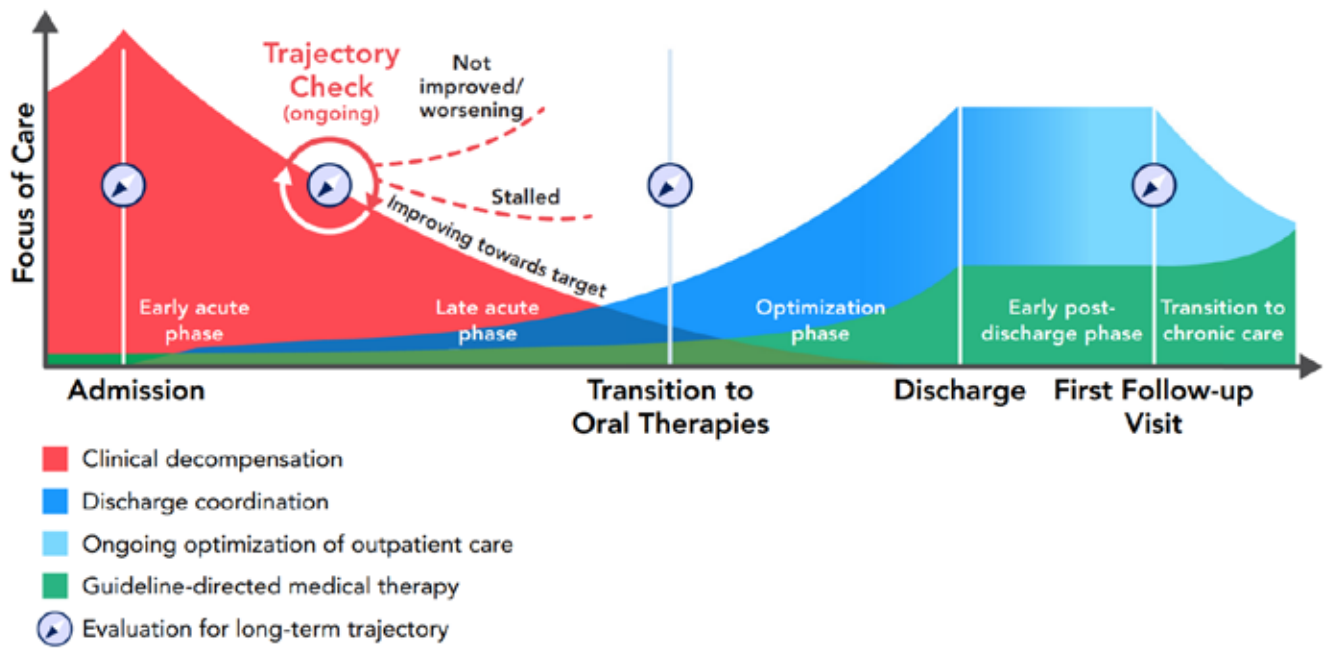 Focus of Care
Trajectory
Check
(ongoing)
Not
improved/
worsening
Stalled
Improving towards target
Early acute
phase
Late acute
phase
Optimization
phase
Early post-
discharge phase
Transition to
chronic care
Admission
Transition to
Oral Therapies
Discharge
First Follow-up
Visit
Clinical decompensation
Discharge coordination
Ongoing optimization of outpatient care
Guideline-directed medical therapy
Evaluation for long-term trajectory